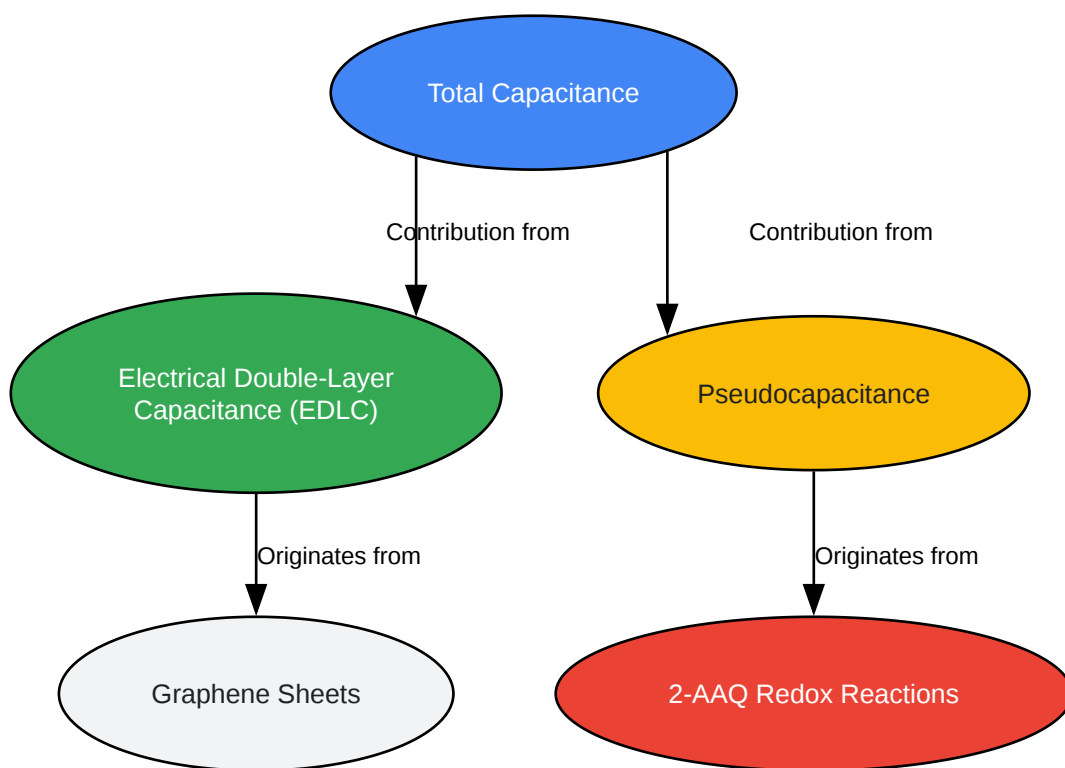 Total Capacitance
Contribution from
Contribution from
Electrical Double-Layer
Capacitance (EDLC)
Pseudocapacitance
Originates from
Originates from
Graphene Sheets
2-AAQ Redox Reactions